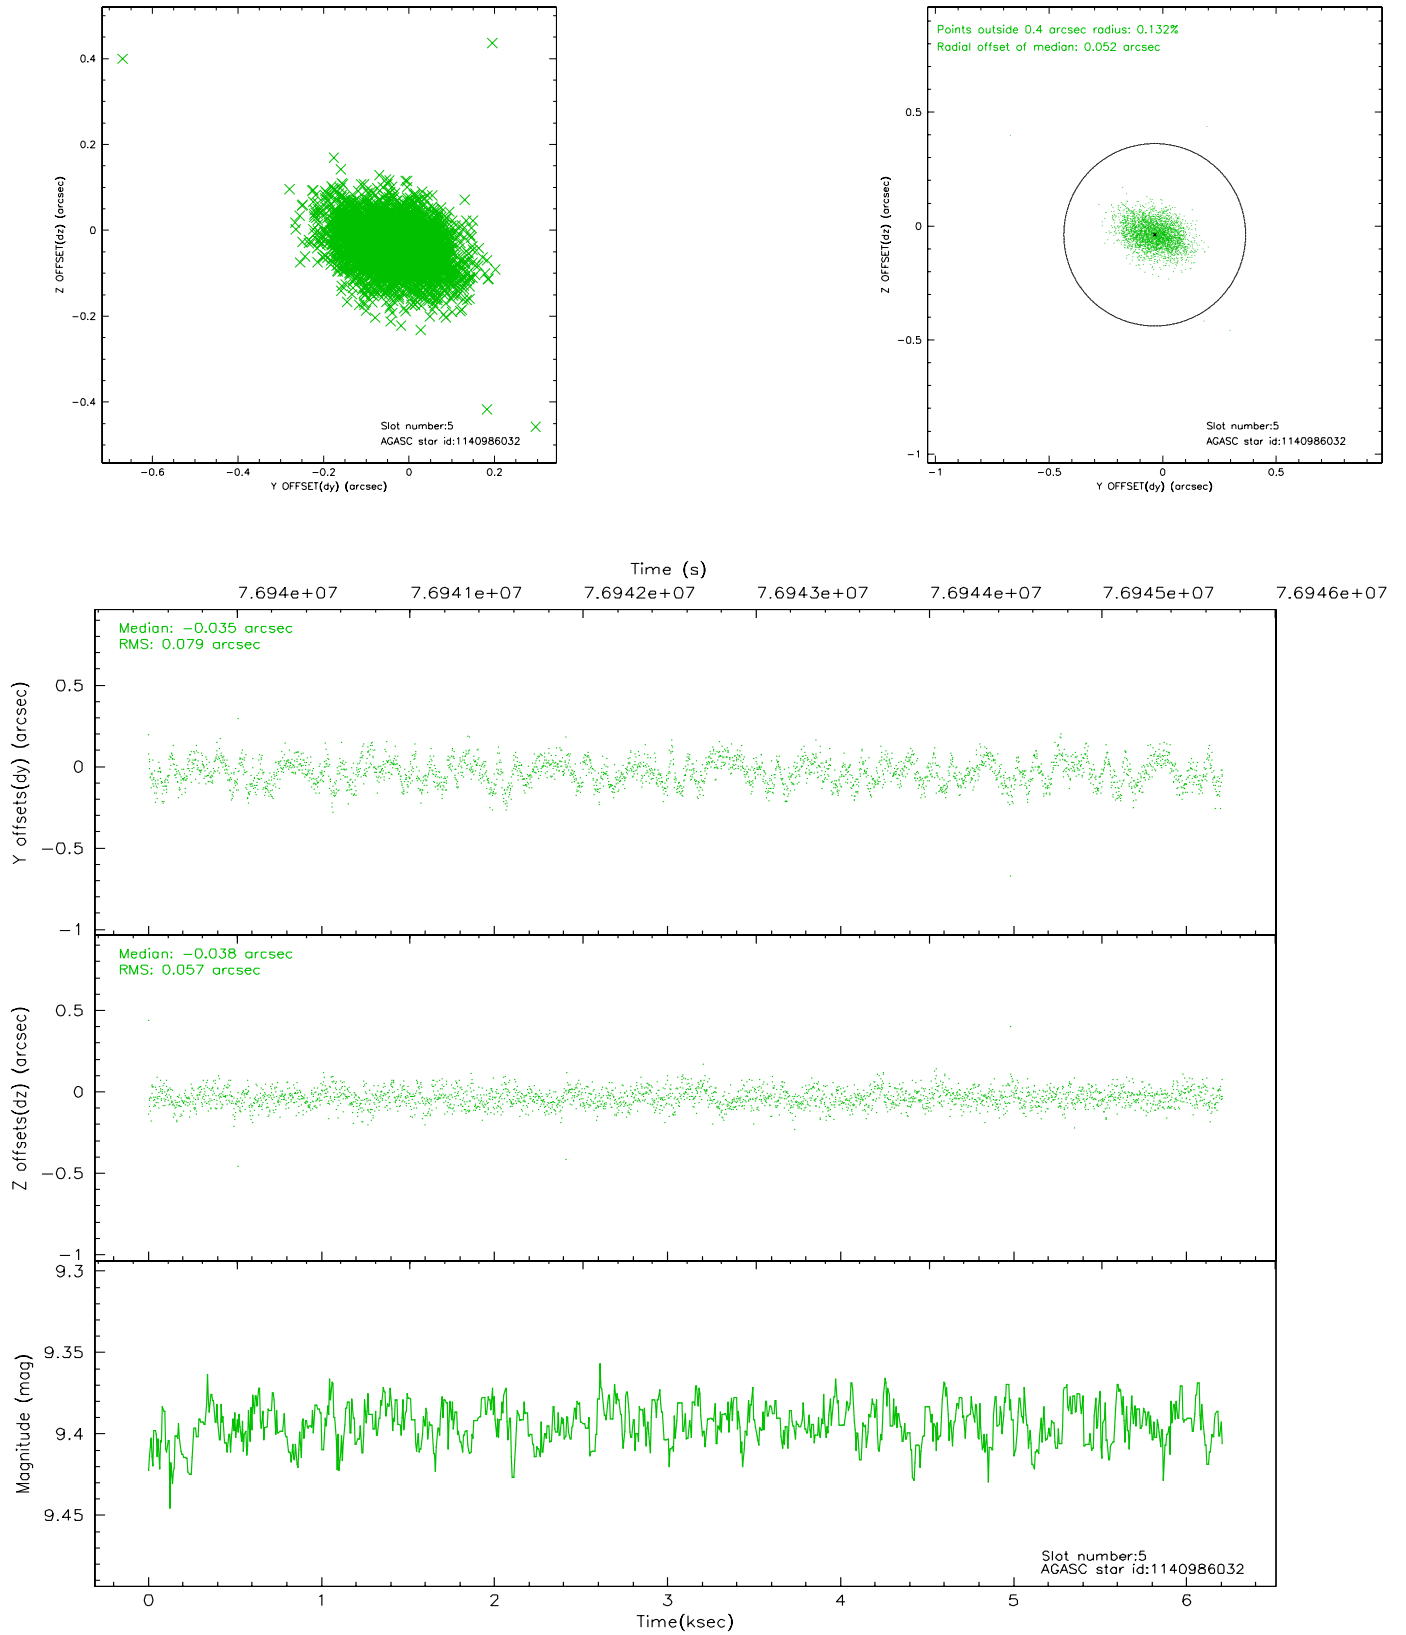 0.4
0.2
0
−0.2
−0.4
Z OFFSET(dz) (arcsec)
Slot number:5
AGASC star id:1140986032
−0.6 −0.4 −0.2 0 0.2
Y OFFSET(dy) (arcsec)
Points outside 0.4 arcsec radius: 0.132%
Radial offset of median: 0.052 arcsec
0.5
0
−0.5
−1
Z OFFSET(dz) (arcsec)
Slot number:5
AGASC star id:1140986032
−1 −0.5 0 0.5
Y OFFSET(dy) (arcsec)
Time (s)
7.694e+07 7.6941e+07 7.6942e+07 7.6943e+07 7.6944e+07 7.6945e+07 7.6946e+07
Median: −0.035 arcsec
RMS: 0.079 arcsec
0.5
0
−0.5
−1
Y offsets(dy) (arcsec)
Median: −0.038 arcsec
RMS: 0.057 arcsec
0.5
0
−0.5
−1
Z offsets(dz) (arcsec)
9.3
9.35
9.4
9.45
Magnitude (mag)
Slot number:5
AGASC star id:1140986032
0 1 2 3 4 5 6
Time(ksec)